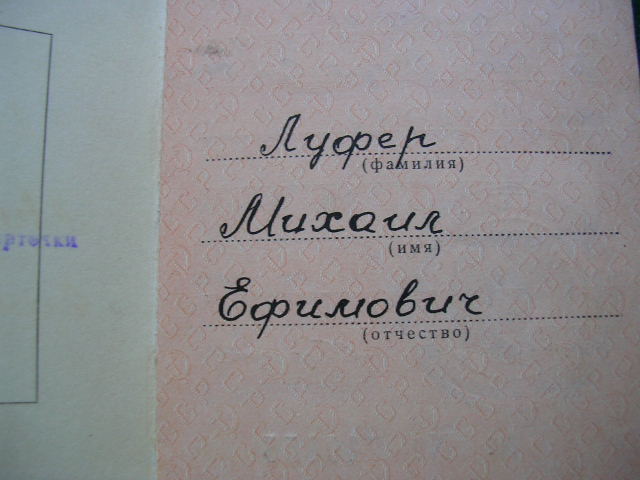 Луфер
(фамилия)
Михаил
(имя)
Ефимович
(отчество)